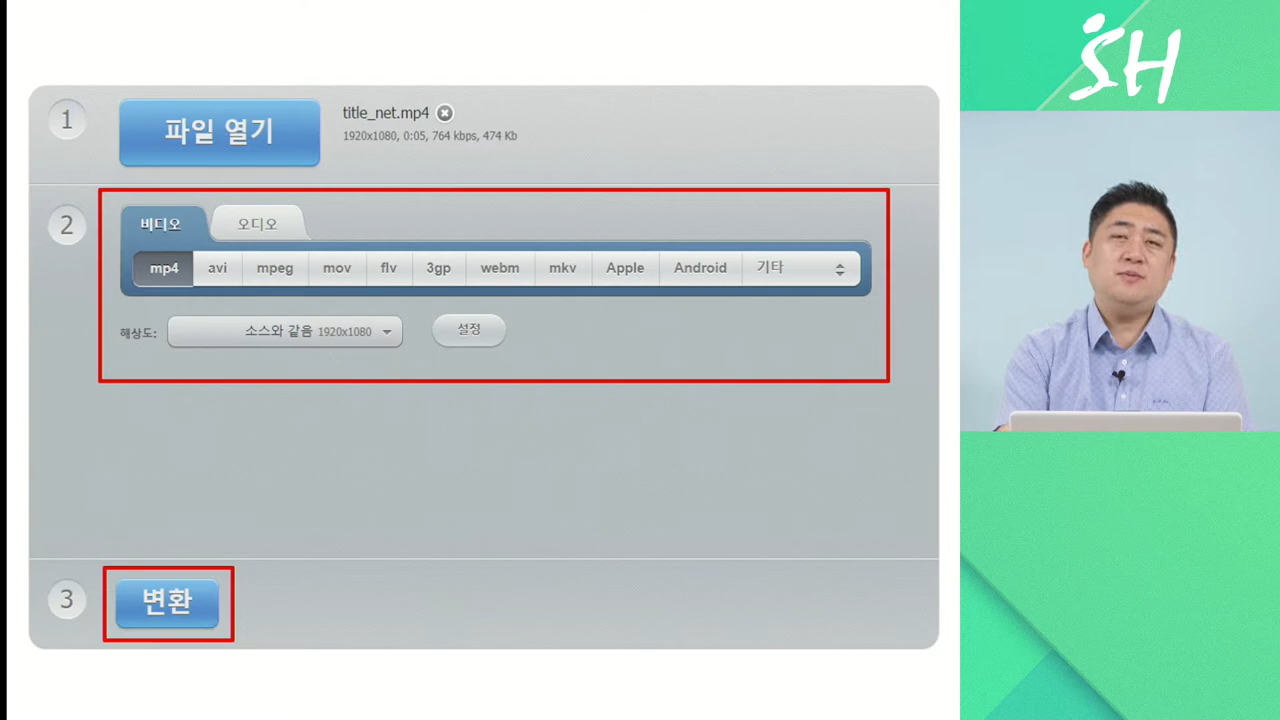 SH
1
파일 열기
title_net.mp4
1920x1080, 0:05, 764 kbps, 474 Kb
2
비디오 오디오
mp4 avi mpeg mov flv 3gp webm mkv Apple Android 기타
해상도: 소스와 같음 1920x1080 설정
3
변환